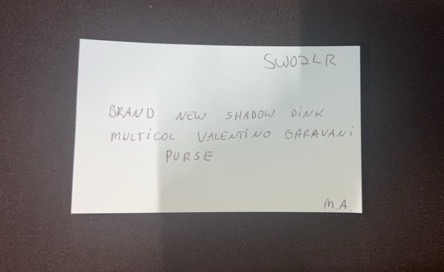 SW02LR
BRAND NEW SHADOW PINK
MULTICOL VALENTINO GARAVANI
PURSE
M.A.